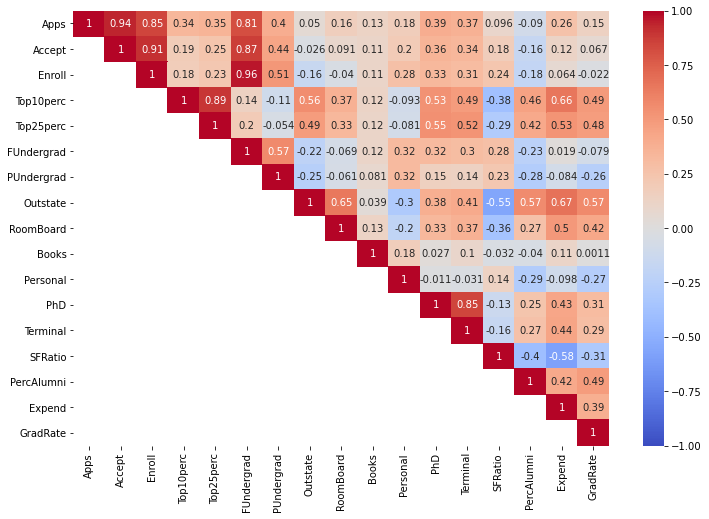 Apps 1 0.94 0.85 0.34 0.35 0.81 0.4 0.05 0.16 0.13 0.18 0.39 0.37 0.096 -0.09 0.26 0.15
Accept 1 0.91 0.19 0.25 0.87 0.44 -0.026 0.091 0.11 0.2 0.36 0.34 0.18 -0.16 0.12 0.067
Enroll 1 0.18 0.23 0.96 0.51 -0.16 -0.04 0.11 0.28 0.33 0.31 0.24 -0.18 0.064 -0.022
Top10perc 1 0.89 0.14 -0.11 0.56 0.37 0.12 -0.093 0.53 0.49 -0.38 0.46 0.66 0.49
Top25perc 1 0.2 -0.054 0.49 0.33 0.12 -0.081 0.55 0.52 -0.29 0.42 0.53 0.48
FUndergrad 1 0.57 -0.22 -0.069 0.12 0.32 0.32 0.3 0.28 -0.23 0.019 -0.079
PUndergrad 1 -0.25 -0.061 0.081 0.32 0.15 0.14 0.23 -0.28 -0.084 -0.26
Outstate 1 0.65 0.039 -0.3 0.38 0.41 -0.55 0.57 0.67 0.57
RoomBoard 1 0.13 -0.2 0.33 0.37 -0.36 0.27 0.5 0.42
Books 1 0.18 0.027 0.1 -0.032 -0.04 0.11 0.0011
Personal 1 -0.011 -0.031 0.14 -0.29 -0.098 -0.27
PhD 1 0.85 -0.13 0.25 0.43 0.31
Terminal 1 -0.16 0.27 0.44 0.29
SFRatio 1 -0.4 -0.58 -0.31
PercAlumni 1 0.42 0.49
Expend 1 0.39
GradRate 1
Apps
Accept
Enroll
Top10perc
Top25perc
FUndergrad
PUndergrad
Outstate
RoomBoard
Books
Personal
PhD
Terminal
SFRatio
PercAlumni
Expend
GradRate
1.00
0.75
0.50
0.25
0.00
−0.25
−0.50
−0.75
−1.00